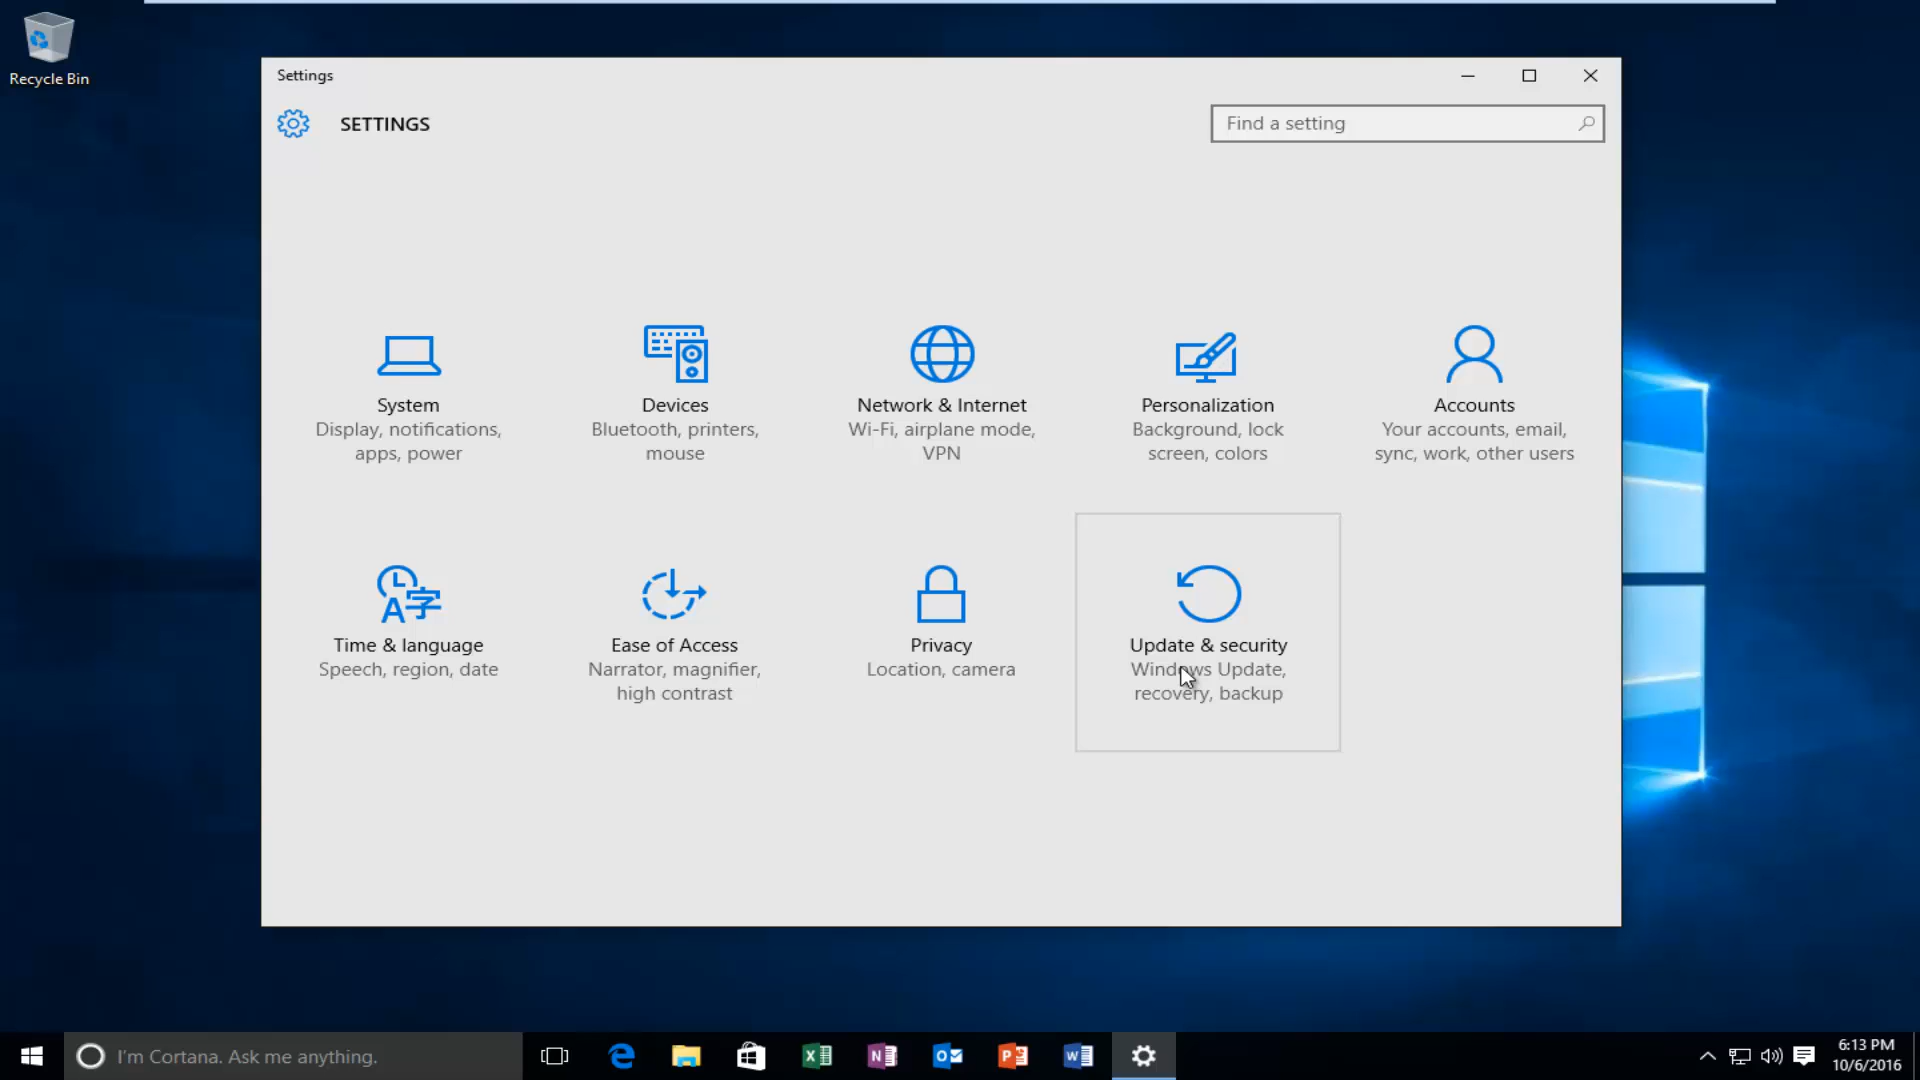 Recycle Bin
Settings
SETTINGS
Find a setting
System
Display, notifications,
apps, power
Devices
Bluetooth, printers,
mouse
Network & Internet
Wi-Fi, airplane mode,
VPN
Personalization
Background, lock
screen, colors
Accounts
Your accounts, email,
sync, work, other users
Time & language
Speech, region, date
Ease of Access
Narrator, magnifier,
high contrast
Privacy
Location, camera
Update & security
Windows Update,
recovery, backup
I'm Cortana. Ask me anything.
6:13 PM
10/6/2016